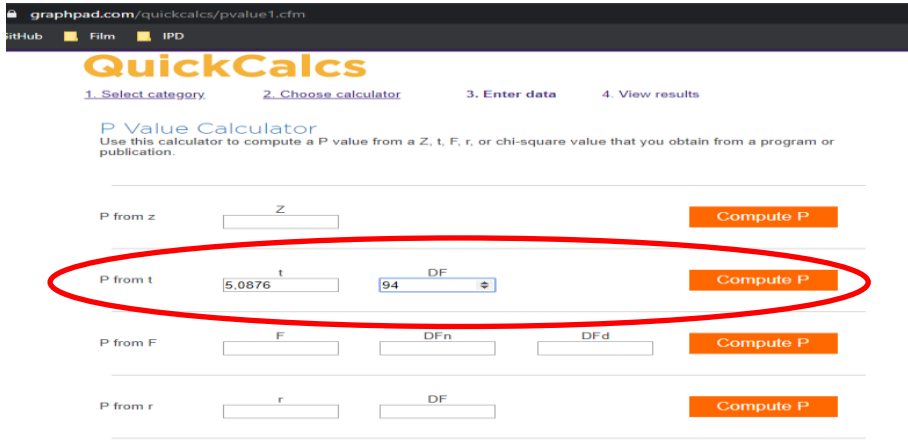 graphpad.com/quickcalcs/pvalue1.cfm
GitHub Film IPD
QuickCalcs
1. Select category 2. Choose calculator 3. Enter data 4. View results
P Value Calculator
Use this calculator to compute a P value from a Z, t, F, r, or chi-square value that you obtain from a program or
publication.
Z
P from z Compute P
t DF
P from t 5,0876 94 Compute P
F DFn DFd
P from F Compute P
r DF
P from r Compute P